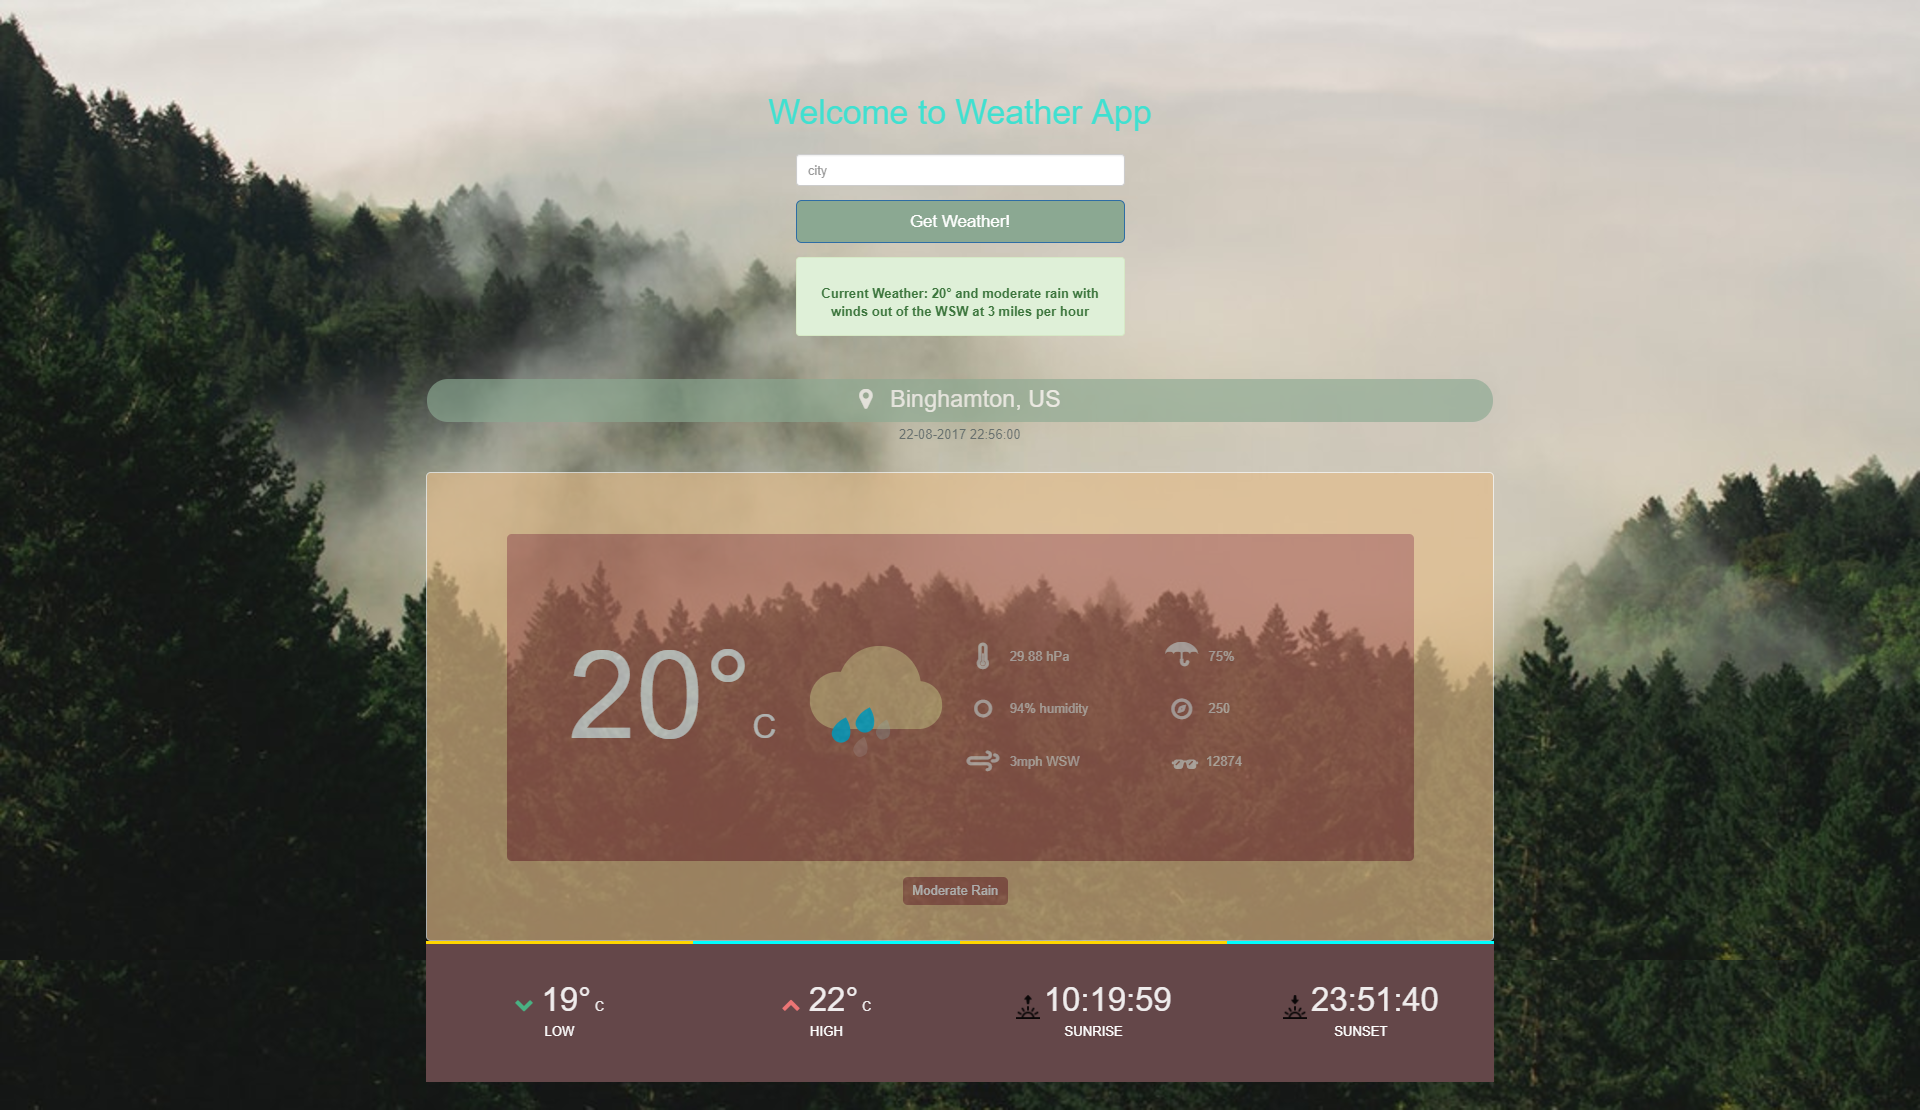 Welcome to Weather App
city
Get Weather!
Current Weather: 20° and moderate rain with
winds out of the WSW at 3 miles per hour
Binghamton, US
22-08-2017 22:56:00
20° C
29.88 hPa
75%
94% humidity
250
3mph WSW
12874
Moderate Rain
19° C
LOW
22° C
HIGH
10:19:59
SUNRISE
23:51:40
SUNSET